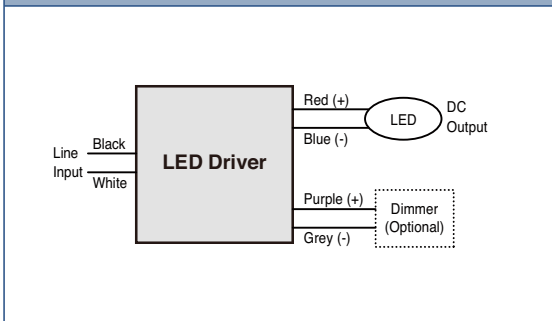 Line
Input
Black
White
LED Driver
Red (+)
Blue (-)
LED
DC
Output
Purple (+)
Grey (-)
Dimmer
(Optional)